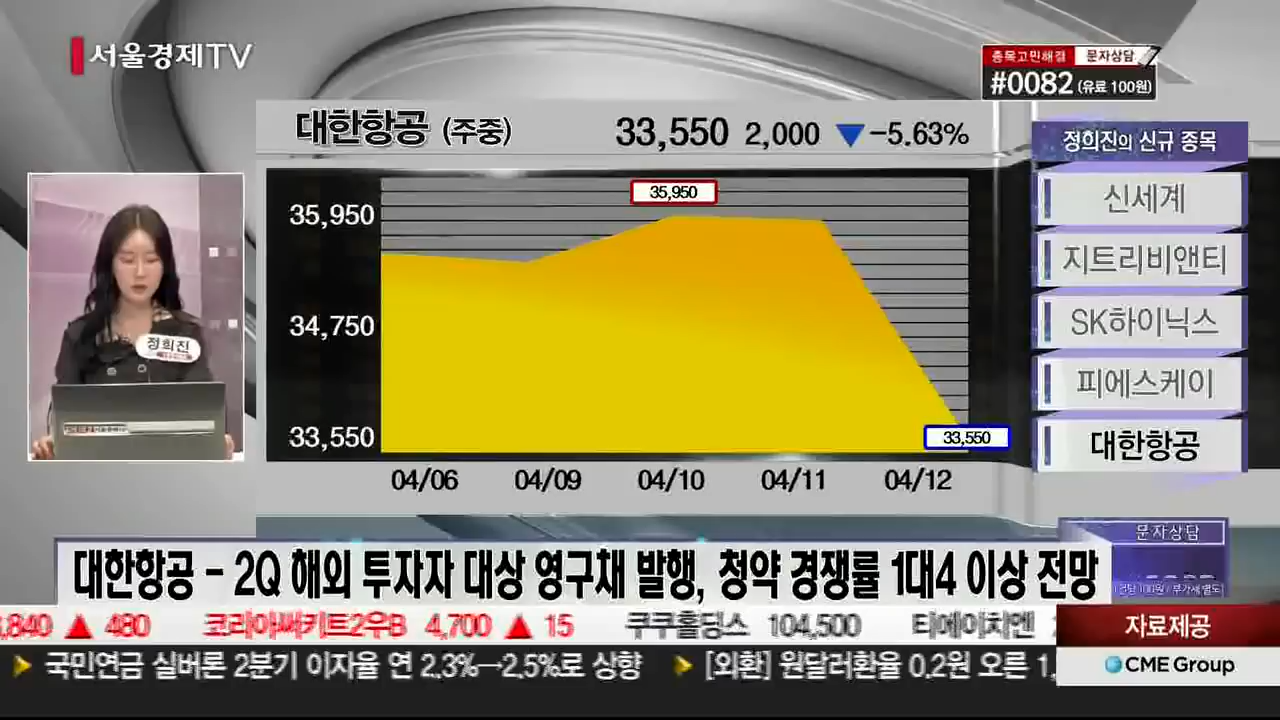 서울경제TV
종목고민해결 문자상담
#0082 (유료 100원)
대한항공 (주중) 33,550 2,000 ▼-5.63%
35,950
34,750
33,550
35,950
33,550
04/06 04/09 04/10 04/11 04/12
정희진
정희진의 신규 종목
신세계
지트리비앤티
SK하이닉스
피에스케이
대한항공
문자상담
대한항공 - 2Q 해외 투자자 대상 영구채 발행, 청약 경쟁률 1대4 이상 전망
,840 ▲ 480 코리아써키트2우B 4,700 ▲ 15 쿠쿠홀딩스 104,500 티에이치엔
자료제공
CME Group
국민연금 실버론 2분기 이자율 연 2.3%→2.5%로 상향 [외환] 원달러환율 0.2원 오른 1,